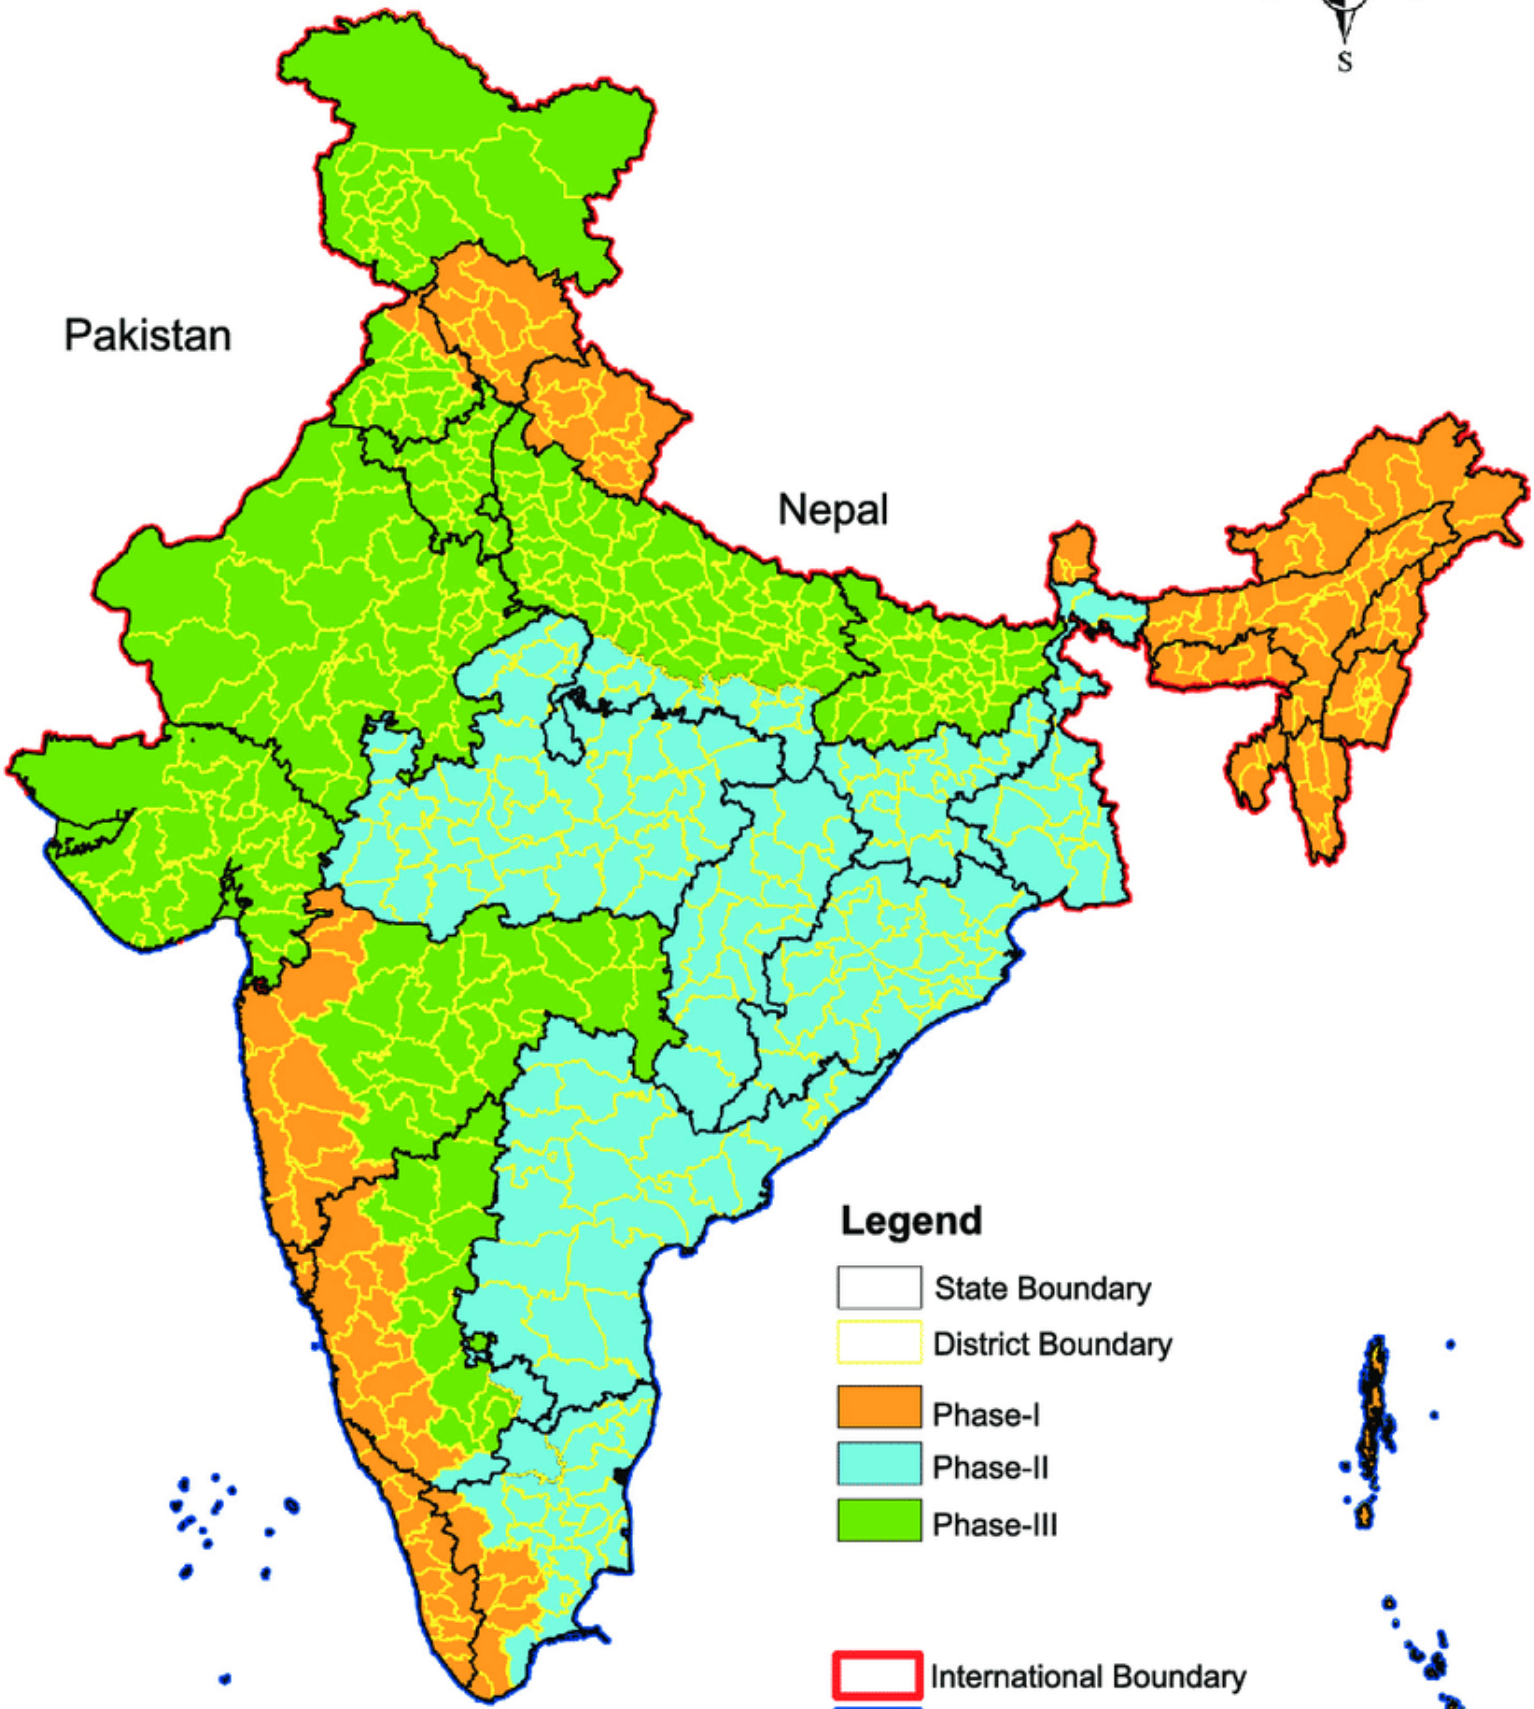 S
Pakistan
Nepal
Legend
State Boundary
District Boundary
Phase-I
Phase-II
Phase-III
International Boundary